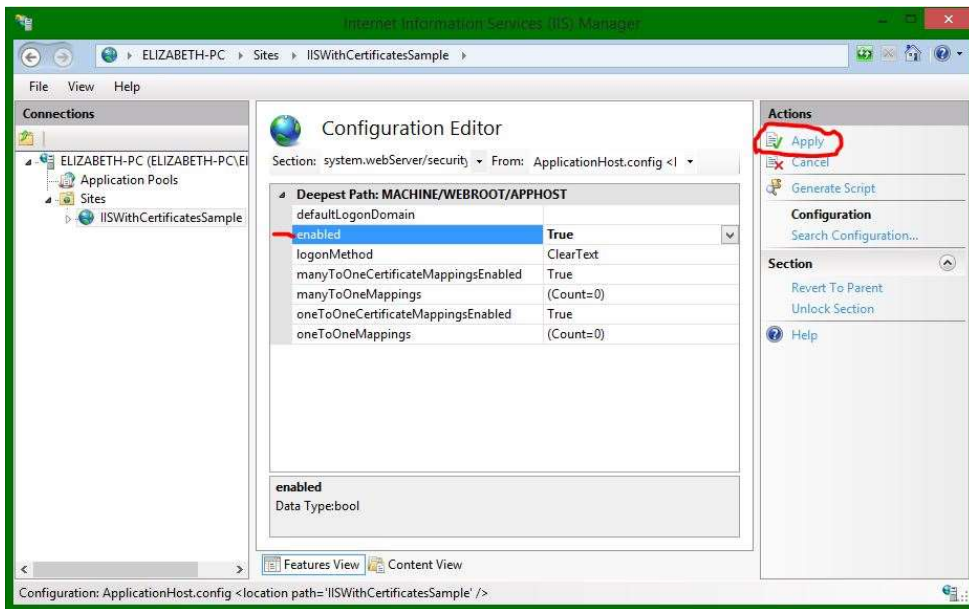 Internet Information Services (IIS) Manager
ELIZABETH-PC Sites IISWithCertificatesSample
File View Help
Connections
ELIZABETH-PC (ELIZABETH-PC\El
Application Pools
Sites
IISWithCertificatesSample
Configuration Editor
Section: system.webServer/security From: ApplicationHost.config <l
Deepest Path: MACHINE/WEBROOT/APPHOST
defaultLogonDomain
enabled True
logonMethod ClearText
manyToOneCertificateMappingsEnabled True
manyToOneMappings (Count=0)
oneToOneCertificateMappingsEnabled True
oneToOneMappings (Count=0)
enabled
Data Type:bool
Features View Content View
Actions
Apply
Cancel
Generate Script
Configuration
Search Configuration...
Section
Revert To Parent
Unlock Section
Help
Configuration: ApplicationHost.config <location path='IISWithCertificatesSample' />